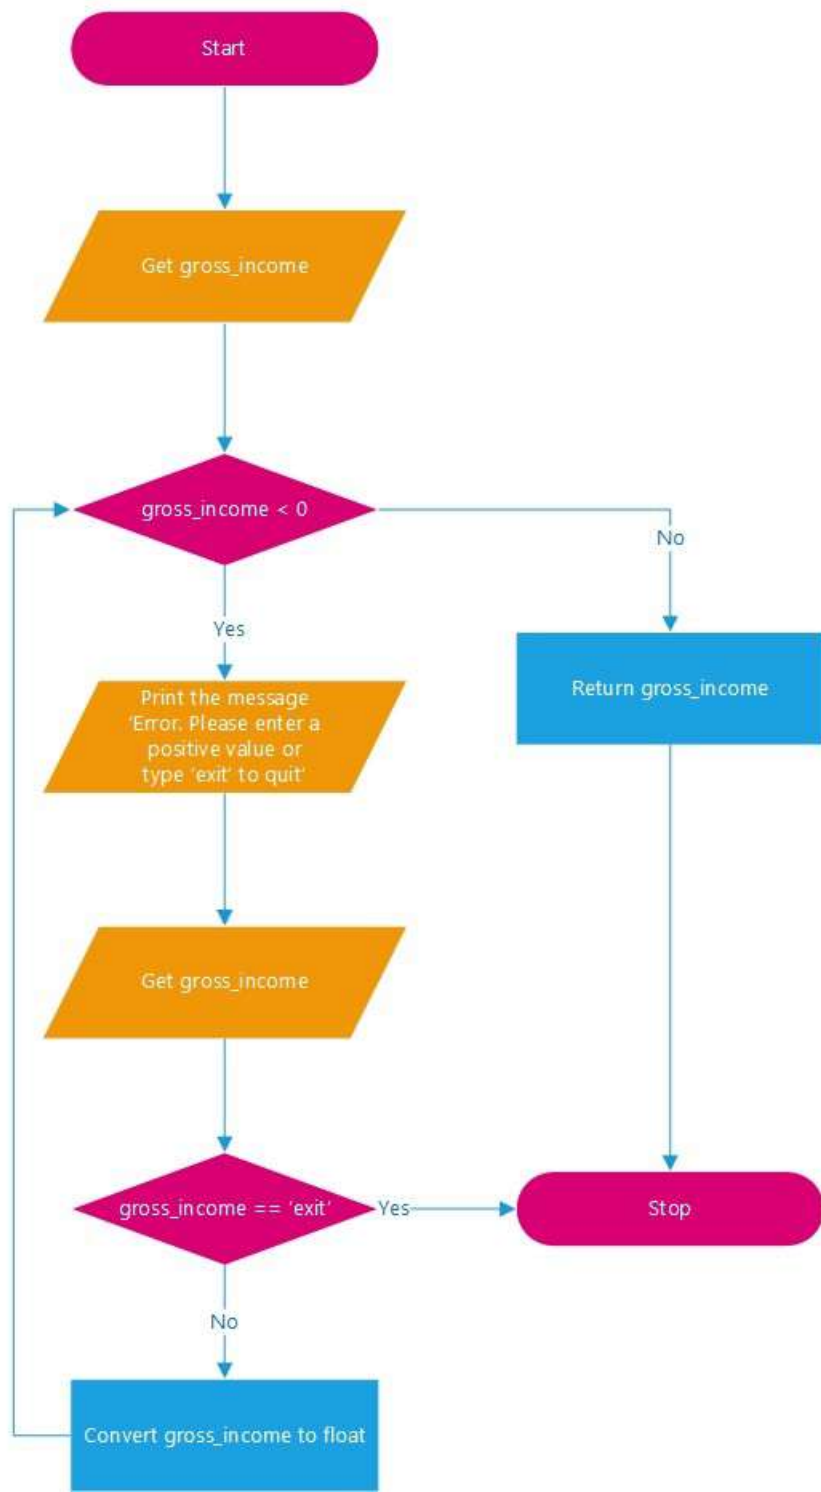 Start
Get gross_income
gross_income < 0
No
Yes
Print the message
'Error. Please enter a
positive value or
type 'exit' to quit'
Return gross_income
Get gross_income
gross_income == 'exit'
Yes
Stop
No
Convert gross_income to float